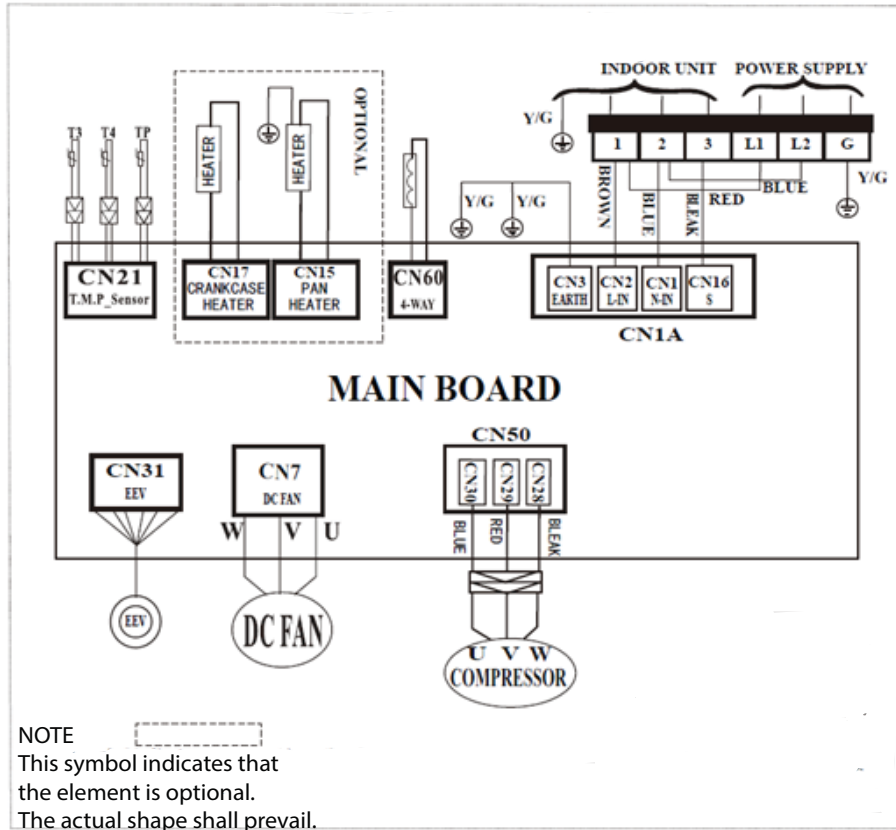 INDOOR UNIT
POWER SUPPLY
Y/G
1
2
3
L1
L2
G
Y/G
BROWN
BLUE
BLEAK
RED
BLUE
T3
T4
TP
HEATER
HEATER
OPTIONAL
Y/G
Y/G
CN21
T.M.P_Sensor
CN17
CRANKCASE
HEATER
CN15
PAN
HEATER
CN60
4-WAY
CN3
EARTH
CN2
L-IN
CN1
N-IN
CN16
S
CN1A
MAIN BOARD
CN31
EEV
CN7
DC FAN
W
V
U
CN50
CN30
CN29
CN28
BLUE
RED
BLEAK
EEV
DC FAN
U V W
COMPRESSOR
NOTE
This symbol indicates that
the element is optional.
The actual shape shall prevail.